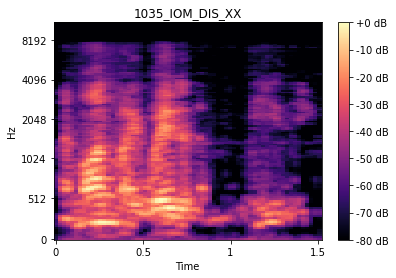 1035_IOM_DIS_XX
+0 dB
8192
-10 dB
4096
-20 dB
-30 dB
2048
Hz
-40 dB
1024
-50 dB
512
-60 dB
-70 dB
0
-80 dB
0
0.5
1
1.5
Time